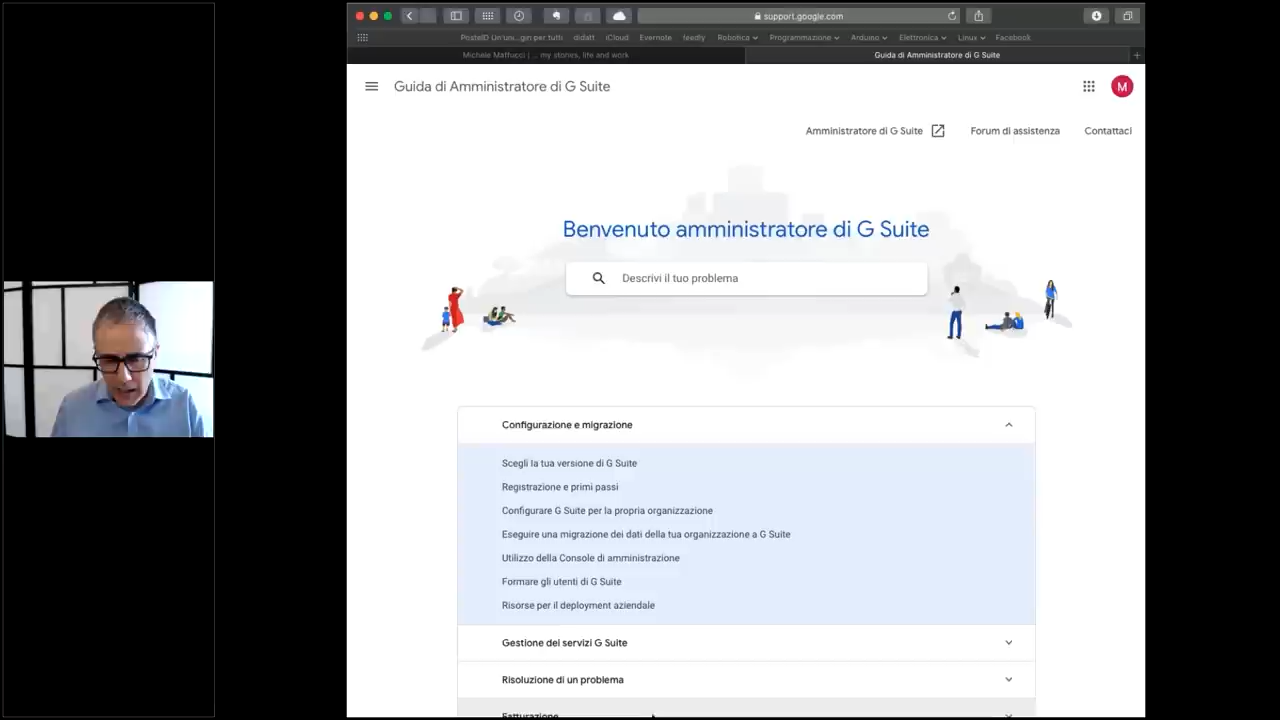 support.google.com
PosteID Un'uni...gin per tutti didatt iCloud Evernote feedly Robotica Programmazione Arduino Elettronica Linux Facebook
Michele Maffucci | ... my stories, life and work
Guida di Amministratore di G Suite
Guida di Amministratore di G Suite
M
Amministratore di G Suite Forum di assistenza Contattaci
Benvenuto amministratore di G Suite
Descrivi il tuo problema
Configurazione e migrazione
Scegli la tua versione di G Suite
Registrazione e primi passi
Configurare G Suite per la propria organizzazione
Eseguire una migrazione dei dati della tua organizzazione a G Suite
Utilizzo della Console di amministrazione
Formare gli utenti di G Suite
Risorse per il deployment aziendale
Gestione dei servizi G Suite
Risoluzione di un problema
Fatturazione